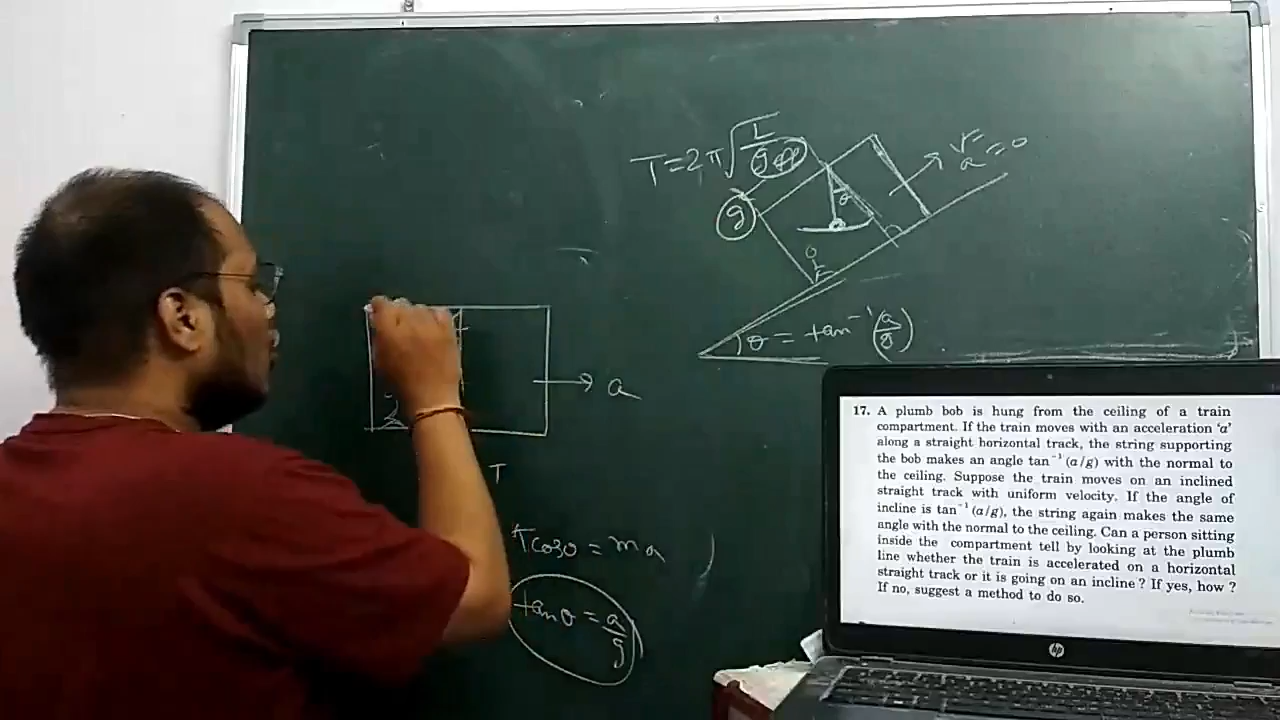 T=2π√L/geff
g
θ
v=
a=0
θ = tan⁻¹(a/g)
a
T
Tcosθ = ma
tanθ = a/g
17. A plumb bob is hung from the ceiling of a train
compartment. If the train moves with an acceleration 'a'
along a straight horizontal track, the string supporting
the bob makes an angle tan⁻¹(a/g) with the normal to
the ceiling. Suppose the train moves on an inclined
straight track with uniform velocity. If the angle of
incline is tan⁻¹(a/g), the string again makes the same
angle with the normal to the ceiling. Can a person sitting
inside the compartment tell by looking at the plumb
line whether the train is accelerated on a horizontal
straight track or it is going on an incline ? If yes, how ?
If no, suggest a method to do so.
hp